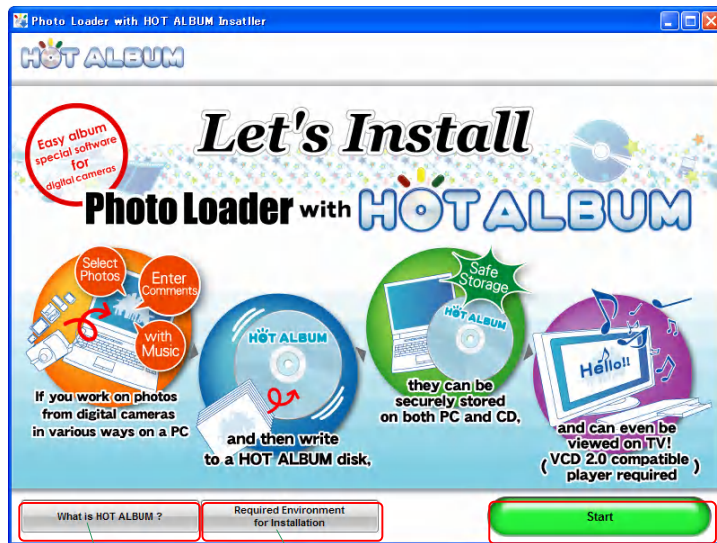 Photo Loader with HOT ALBUM Insatller
HOT ALBUM
Easy album
special software
for
digital cameras
Let's Install
Photo Loader with HOT ALBUM
Select
Photos
Enter
Comments
with
Music
If you work on photos
from digital cameras
in various ways on a PC
HOT ALBUM
and then write
to a HOT ALBUM disk,
Safe
Storage
HOT ALBUM
they can be
securely stored
on both PC and CD,
Hello!!
and can even be
viewed on TV!
( VCD 2.0 compatible )
player required
What is HOT ALBUM ?
Required Environment
for Installation
Start